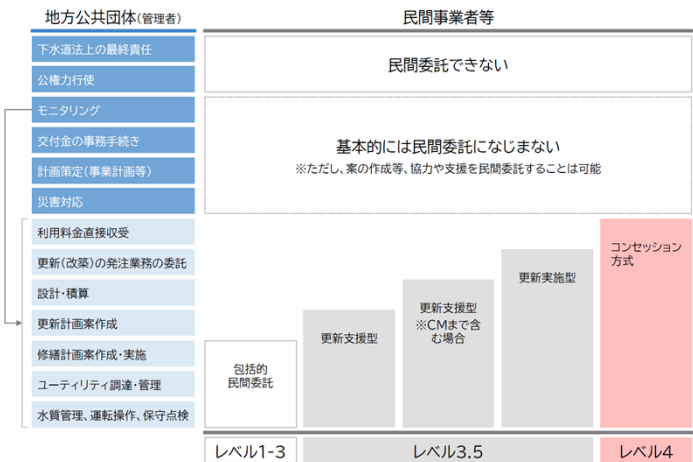 地方公共団体(管理者)
民間事業者等
下水道法上の最終責任
公権力行使
モニタリング
交付金の事務手続き
計画策定(事業計画等)
災害対応
利用料金直接収受
更新(改築)の発注業務の委託
設計・積算
更新計画案作成
修繕計画案作成・実施
ユーティリティ調達・管理
水質管理、運転操作、保守点検
民間委託できない
基本的には民間委託になじまない
※ただし、案の作成等、協力や支援を民間委託することは可能
包括的
民間委託
更新支援型
更新支援型
※CMまで含
む場合
更新実施型
コンセッション
方式
レベル1-3
レベル3.5
レベル4